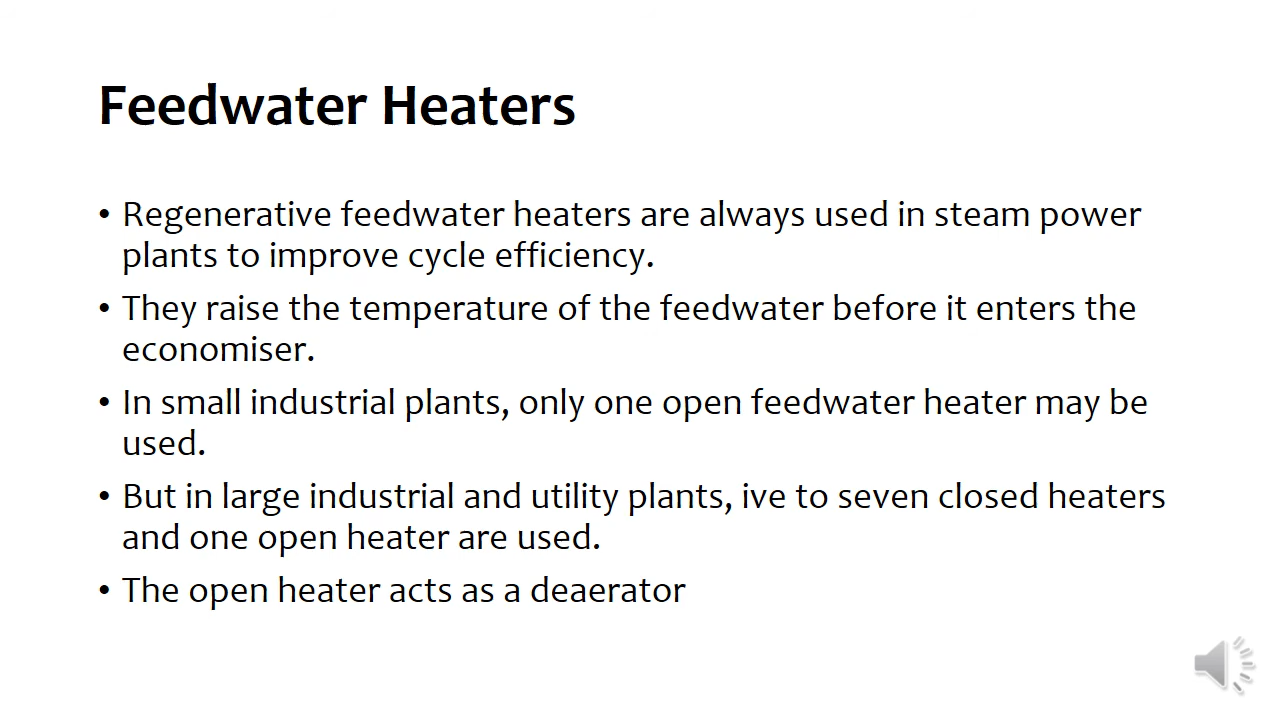 Feedwater Heaters
• Regenerative feedwater heaters are always used in steam power
plants to improve cycle efficiency.
• They raise the temperature of the feedwater before it enters the
economiser.
• In small industrial plants, only one open feedwater heater may be
used.
• But in large industrial and utility plants, ive to seven closed heaters
and one open heater are used.
• The open heater acts as a deaerator